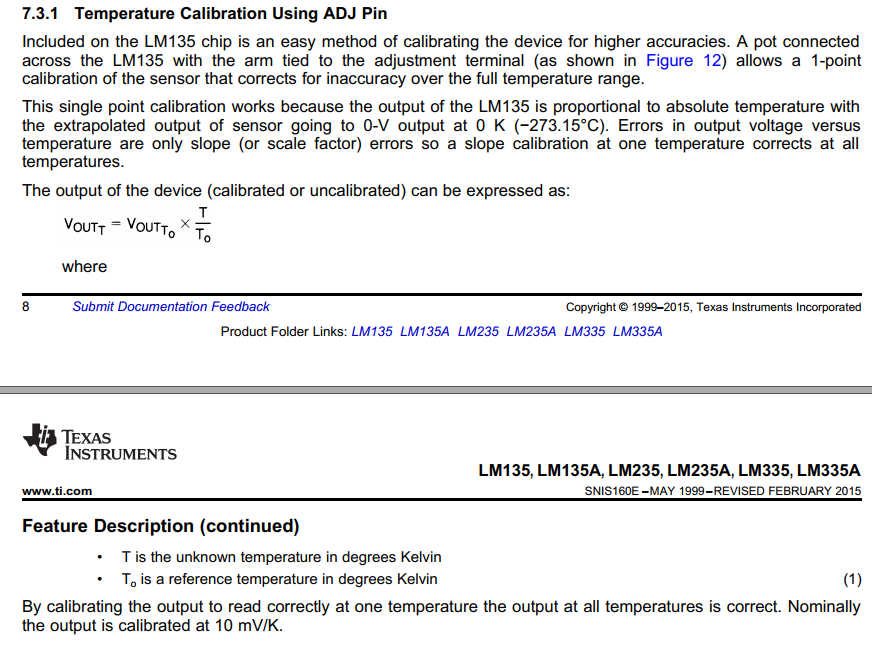 7.3.1 Temperature Calibration Using ADJ Pin
Included on the LM135 chip is an easy method of calibrating the device for higher accuracies. A pot connected
across the LM135 with the arm tied to the adjustment terminal (as shown in Figure 12) allows a 1-point
calibration of the sensor that corrects for inaccuracy over the full temperature range.
This single point calibration works because the output of the LM135 is proportional to absolute temperature with
the extrapolated output of sensor going to 0-V output at 0 K (−273.15°C). Errors in output voltage versus
temperature are only slope (or scale factor) errors so a slope calibration at one temperature corrects at all
temperatures.
The output of the device (calibrated or uncalibrated) can be expressed as:
VOUTT = VOUTTo × T/To
where
8 Submit Documentation Feedback Copyright © 1999–2015, Texas Instruments Incorporated
Product Folder Links: LM135 LM135A LM235 LM235A LM335 LM335A
TEXAS
INSTRUMENTS
LM135, LM135A, LM235, LM235A, LM335, LM335A
www.ti.com SNIS160E –MAY 1999–REVISED FEBRUARY 2015
Feature Description (continued)
• T is the unknown temperature in degrees Kelvin
• To is a reference temperature in degrees Kelvin (1)
By calibrating the output to read correctly at one temperature the output at all temperatures is correct. Nominally
the output is calibrated at 10 mV/K.